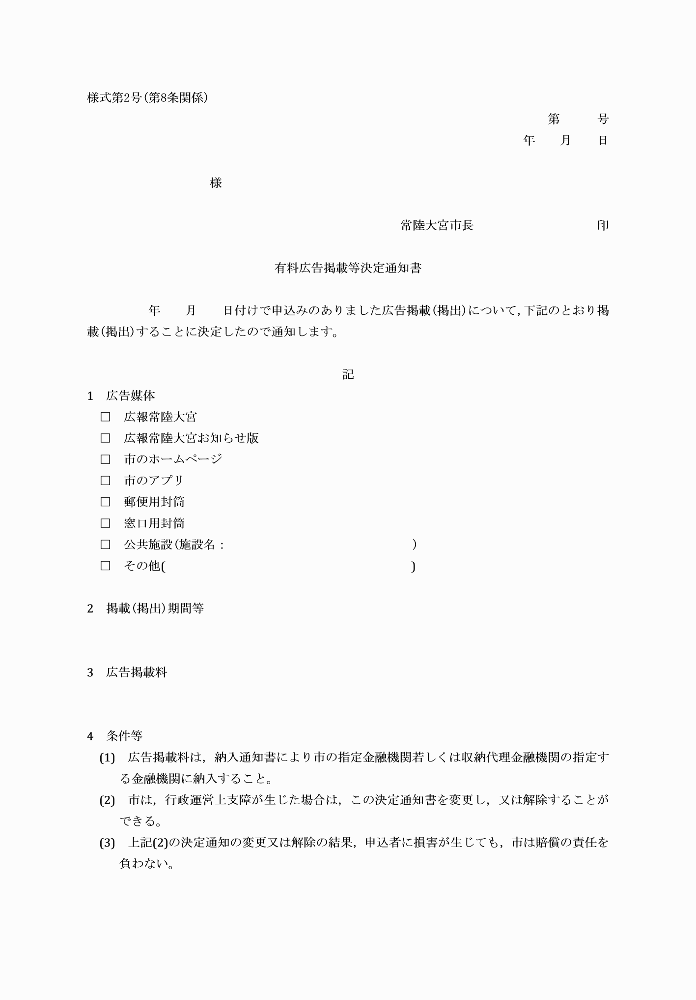 様式第2号(第8条関係)
第　　　号
年　　月　　日
様
常陸大宮市長　　　　　　　　　　印
有料広告掲載等決定通知書
年　　月　　日付けで申込みのありました広告掲載(掲出)について,下記のとおり掲
載(掲出)することに決定したので通知します。
記
1　広告媒体
□　広報常陸大宮
□　広報常陸大宮お知らせ版
□　市のホームページ
□　市のアプリ
□　郵便用封筒
□　窓口用封筒
□　公共施設(施設名：　　　　　　　　　　　　　　　)
□　その他(　　　　　　　　　　　　　　　　　　　　)
2　掲載(掲出)期間等
3　広告掲載料
4　条件等
(1)　広告掲載料は，納入通知書により市の指定金融機関若しくは収納代理金融機関の指定す
る金融機関に納入すること。
(2)　市は，行政運営上支障が生じた場合は，この決定通知書を変更し，又は解除することが
できる。
(3)　上記(2)の決定通知の変更又は解除の結果，申込者に損害が生じても，市は賠償の責任を
負わない。